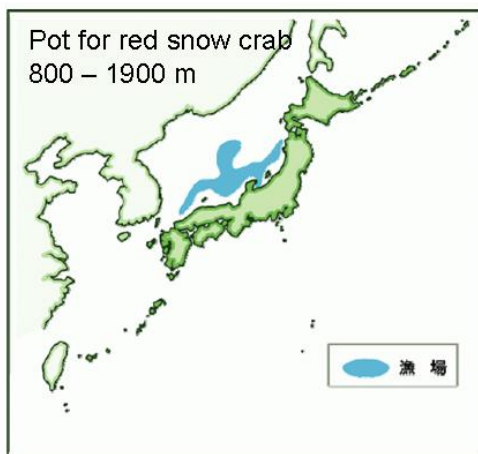 Pot for red snow crab
800 – 1900 m
漁 場